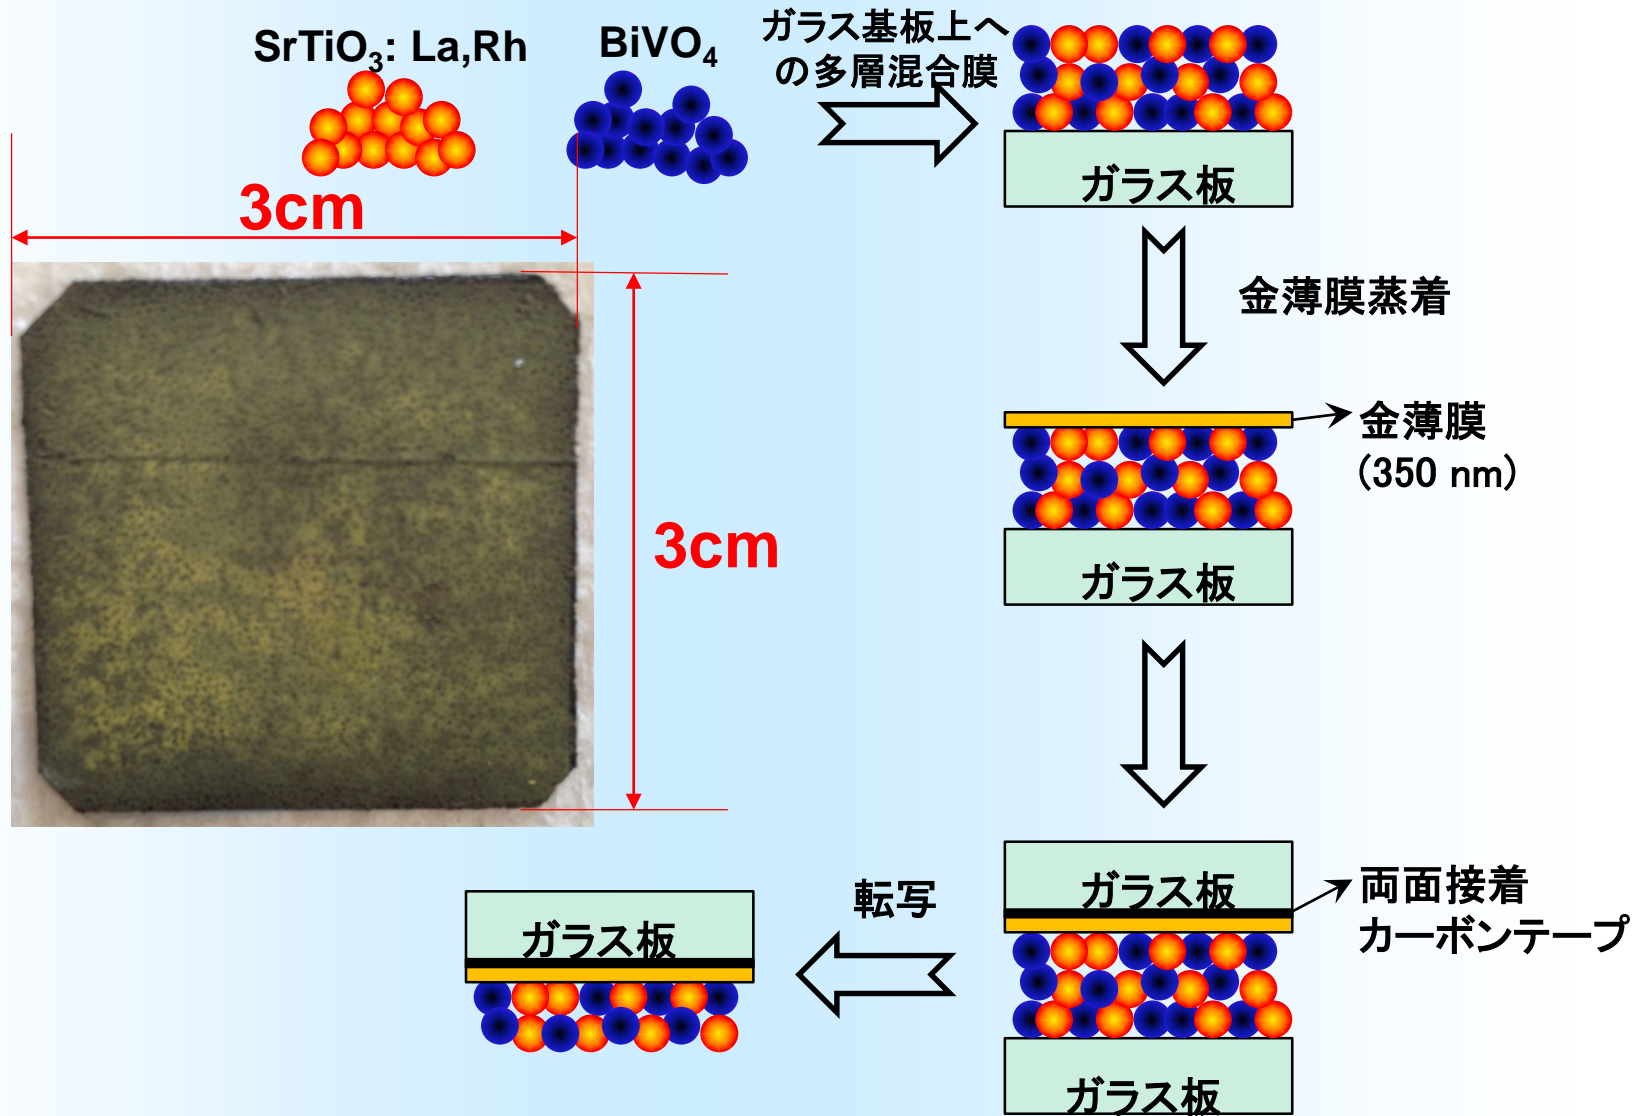 SrTiO3: La,Rh
BiVO4
ガラス基板上へ
の多層混合膜
ガラス板
3cm
金薄膜蒸着
金薄膜
(350 nm)
3cm
ガラス板
ガラス板
両面接着
カーボンテープ
転写
ガラス板
ガラス板